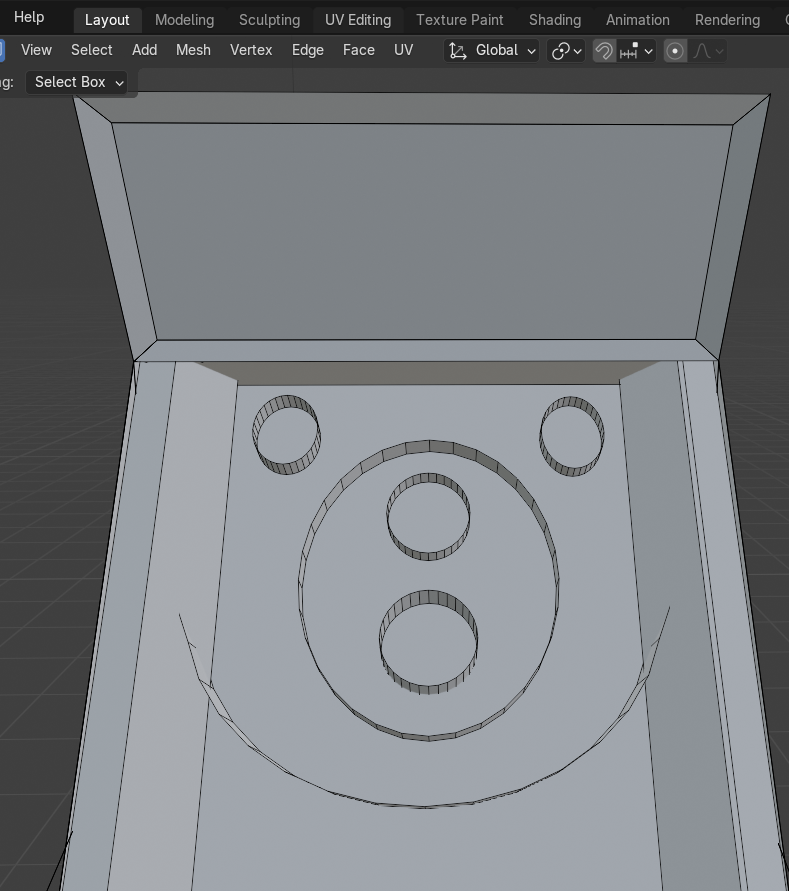 Help Layout Modeling Sculpting UV Editing Texture Paint Shading Animation Rendering
View Select Add Mesh Vertex Edge Face UV Global
Select Box